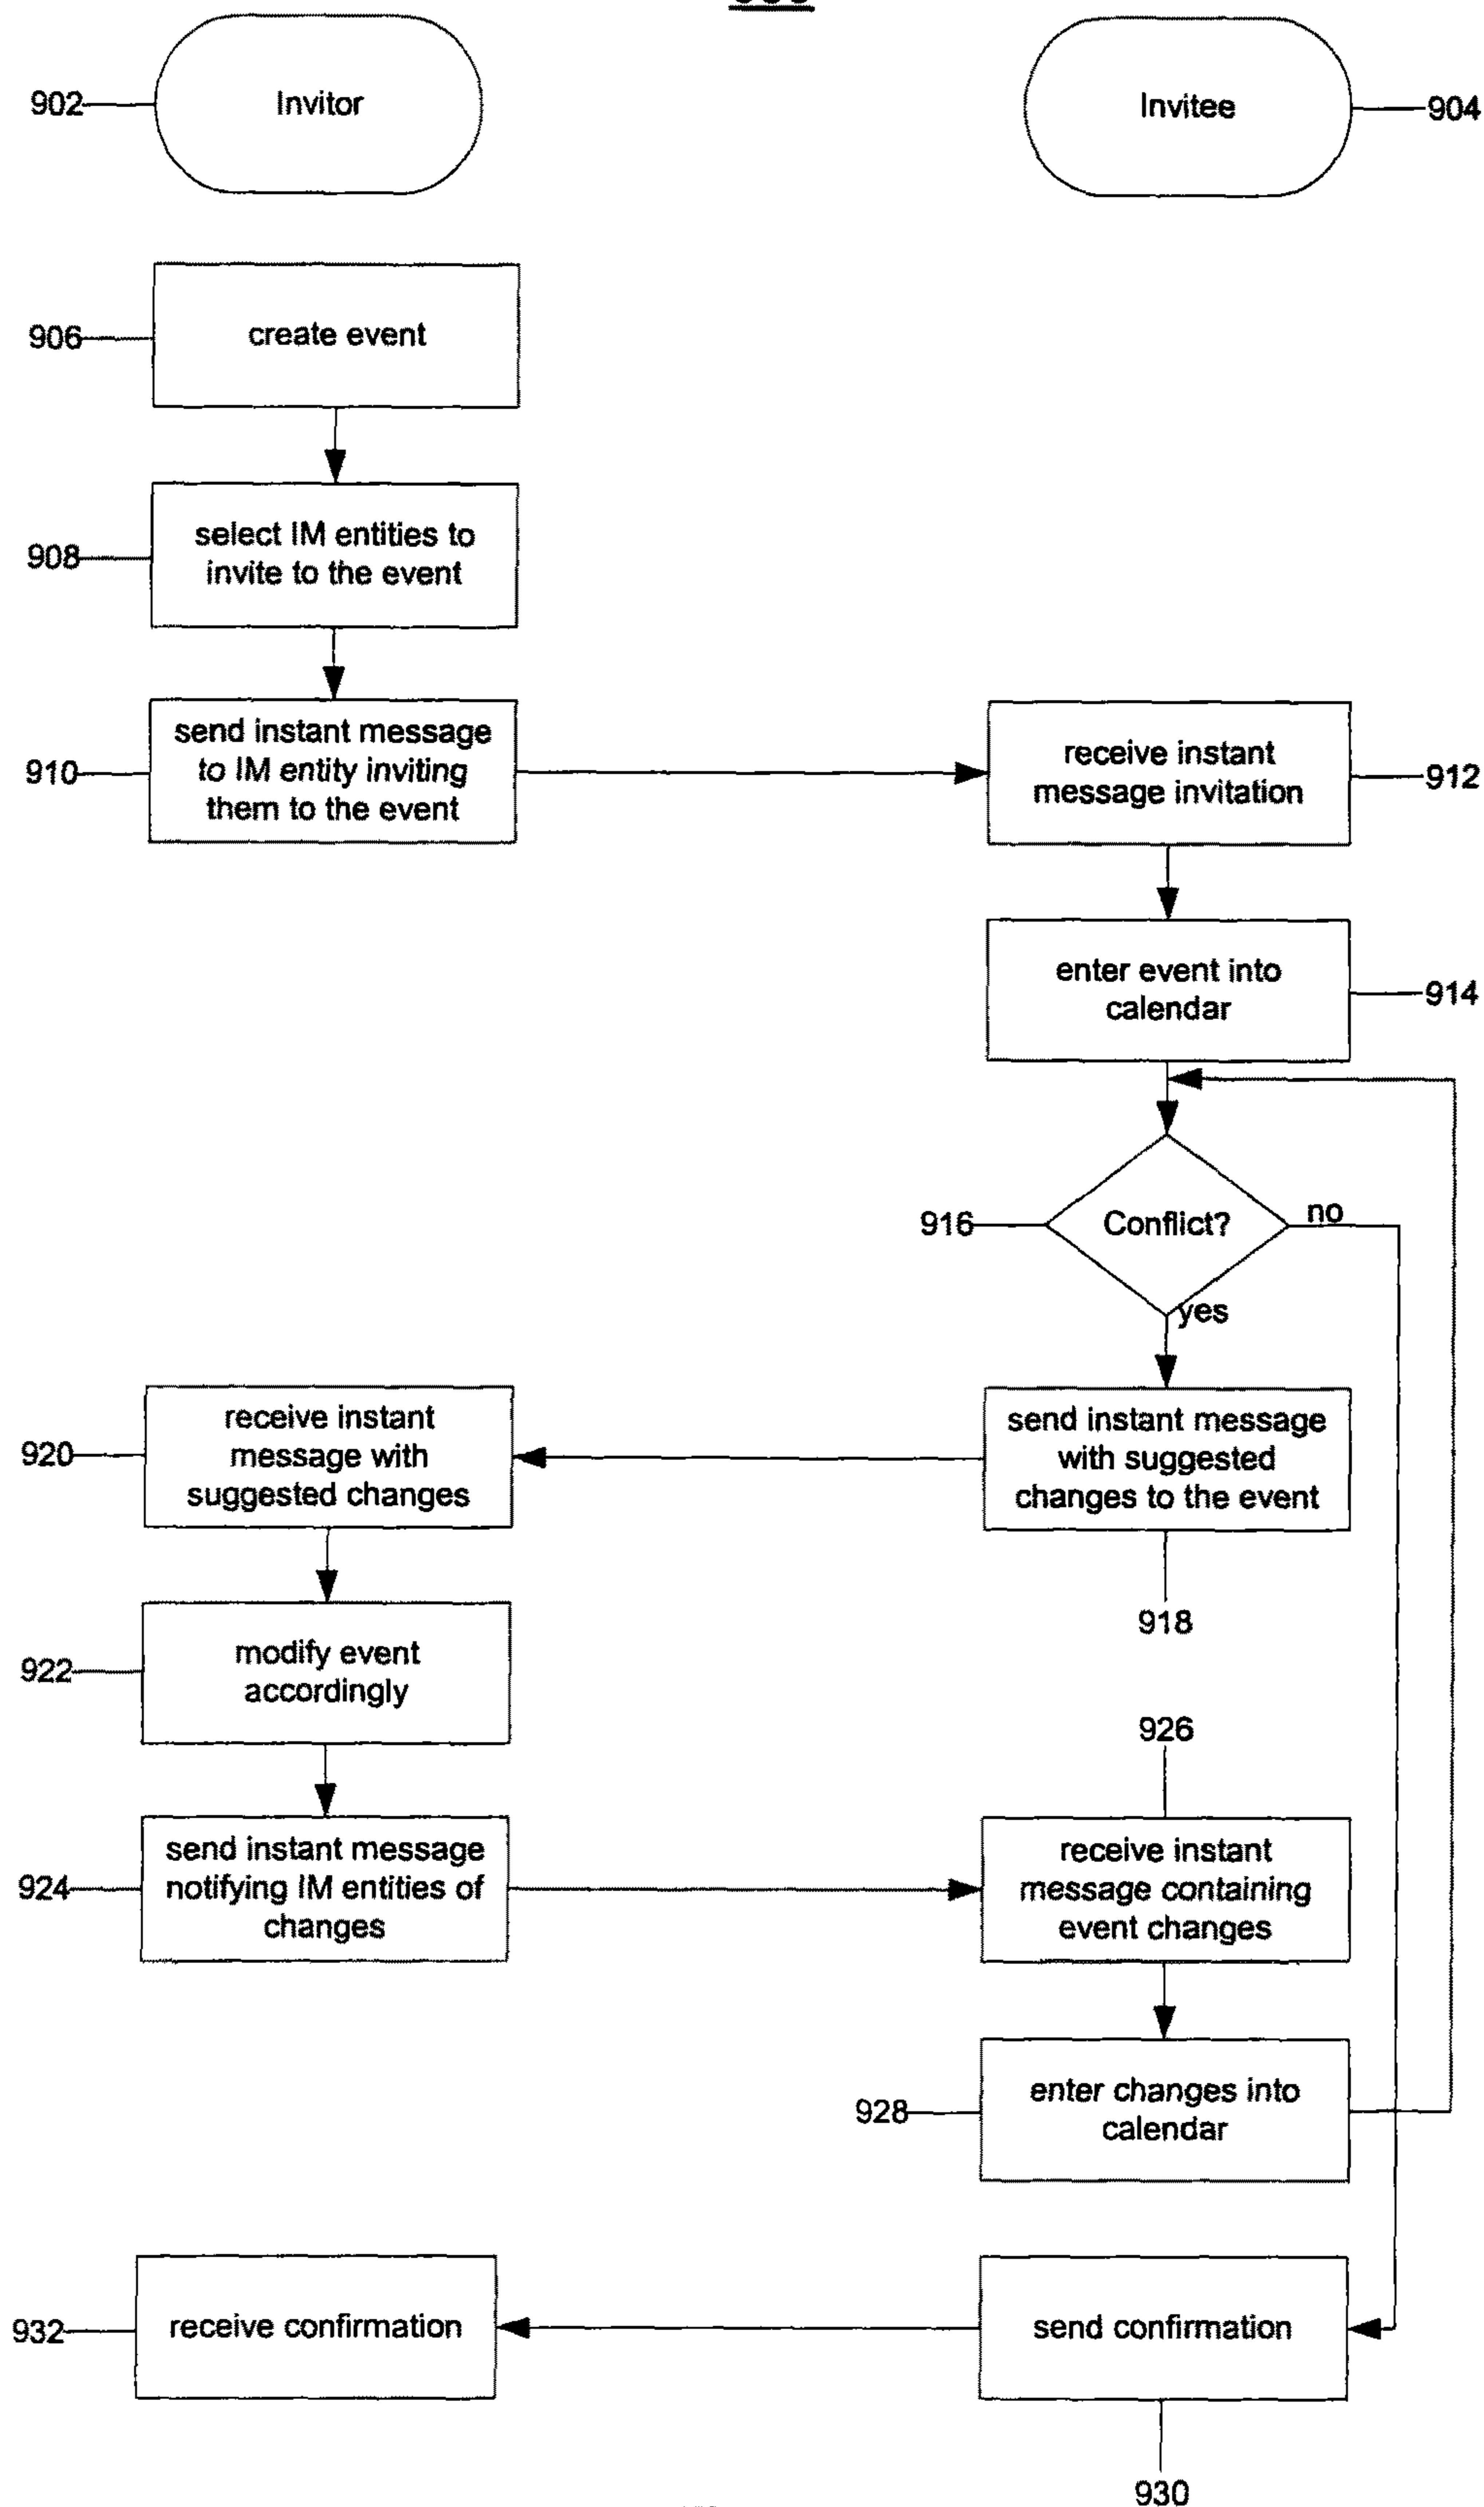 902
Invitor
Invitee
904
906
create event
908
select IM entities to
invite to the event
910
send instant message
to IM entity inviting
them to the event
receive instant
message invitation
912
enter event into
calendar
914
916
Conflict?
no
yes
920
receive instant
message with
suggested changes
send instant message
with suggested
changes to the event
918
922
modify event
accordingly
926
924
send instant message
notifying IM entities of
changes
receive instant
message containing
event changes
928
enter changes into
calendar
932
receive confirmation
send confirmation
930